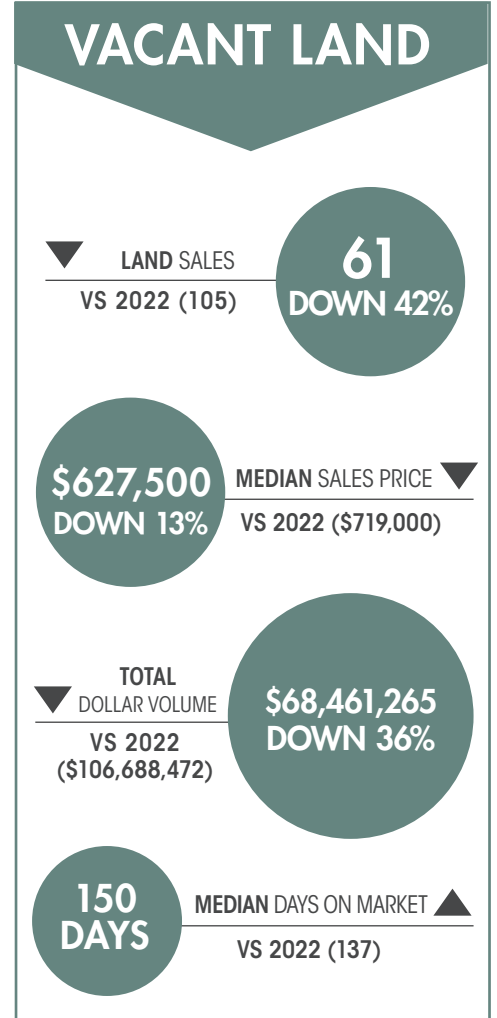 VACANT LAND
LAND SALES
VS 2022 (105)
61
DOWN 42%
$627,500
DOWN 13%
MEDIAN SALES PRICE
VS 2022 ($719,000)
TOTAL
DOLLAR VOLUME
VS 2022
($106,688,472)
$68,461,265
DOWN 36%
150
DAYS
MEDIAN DAYS ON MARKET
VS 2022 (137)